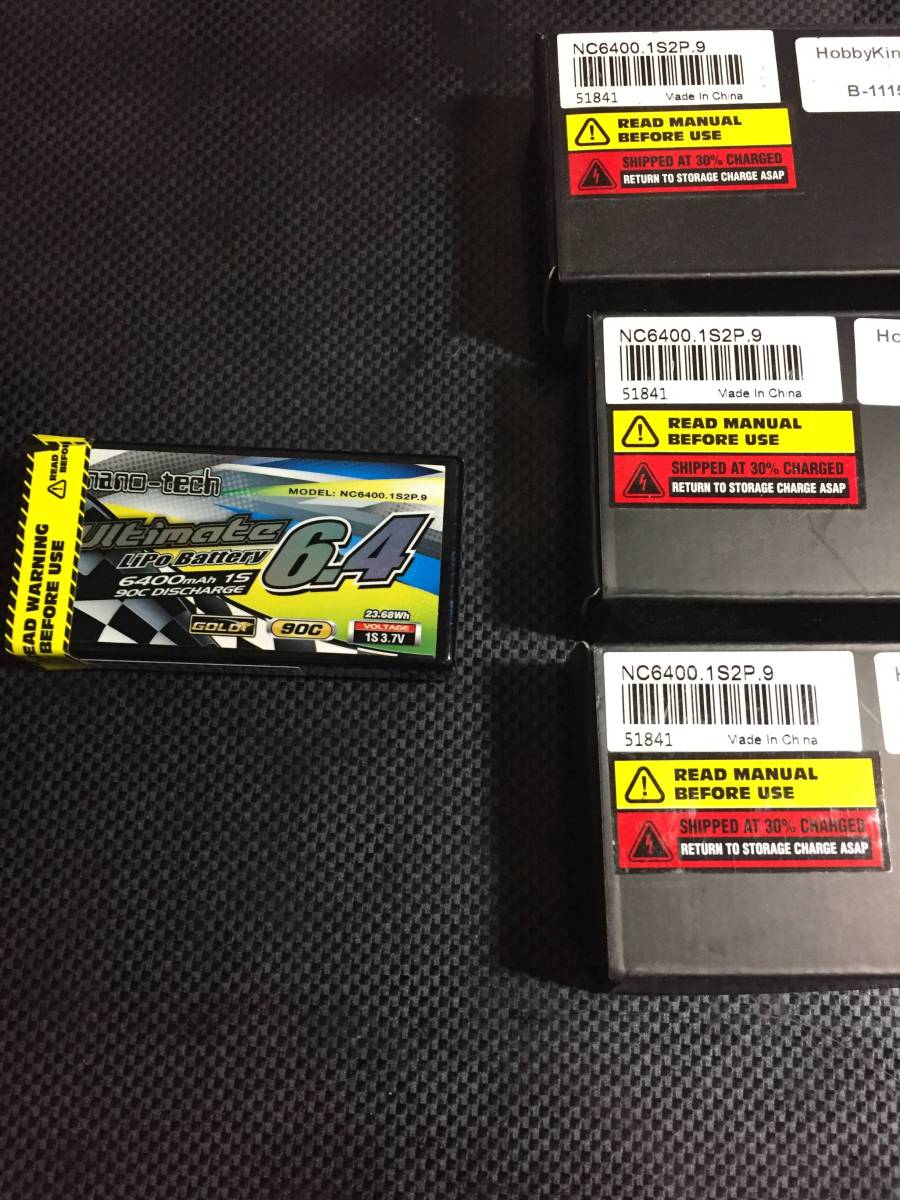 NC6400.1S2P.9
51841 Made In China
HobbyKin
B-1115
READ MANUAL
BEFORE USE
SHIPPED AT 30% CHARGED
RETURN TO STORAGE CHARGE ASAP
NC6400.1S2P.9
51841 Made In China
Ho
READ MANUAL
BEFORE USE
SHIPPED AT 30% CHARGED
RETURN TO STORAGE CHARGE ASAP
EAD WARNING
BEFORE USE
READ
BEFO
nano-tech
MODEL: NC6400.1S2P.9
Ultimate
LiPo Battery
6.4
6400mAh 1S
90C DISCHARGE
GOLD
90C
23.68Wh
VOLTAGE
1S 3.7V
NC6400.1S2P.9
51841 Made In China
H
READ MANUAL
BEFORE USE
SHIPPED AT 30% CHARGED
RETURN TO STORAGE CHARGE ASAP